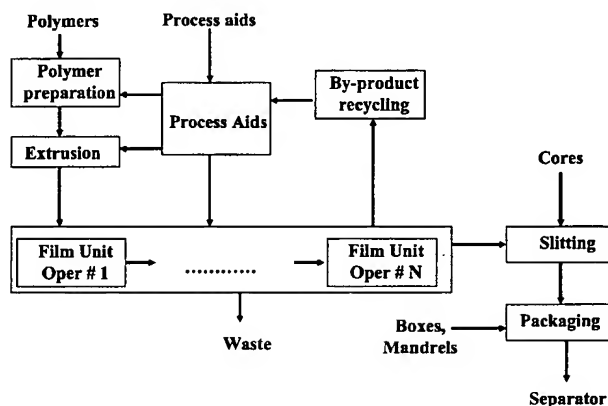 Polymers
Process aids
Polymer
preparation
Process Aids
By-product
recycling
Extrusion
Cores
Film Unit
Oper # 1
............
Film Unit
Oper # N
Slitting
Waste
Boxes,
Mandrels
Packaging
Separator